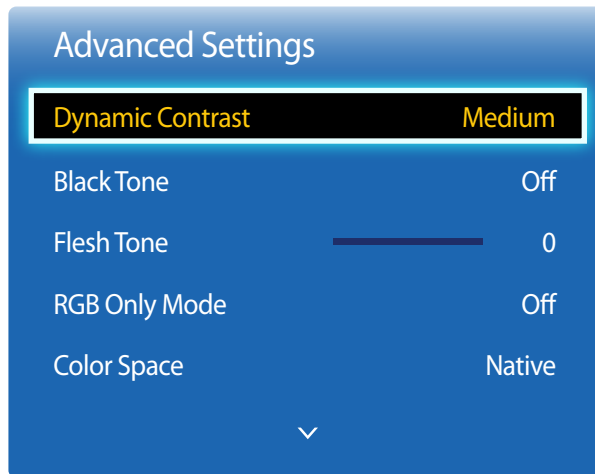 Advanced Settings
Dynamic Contrast Medium
Black Tone Off
Flesh Tone 0
RGB Only Mode Off
Color Space Native